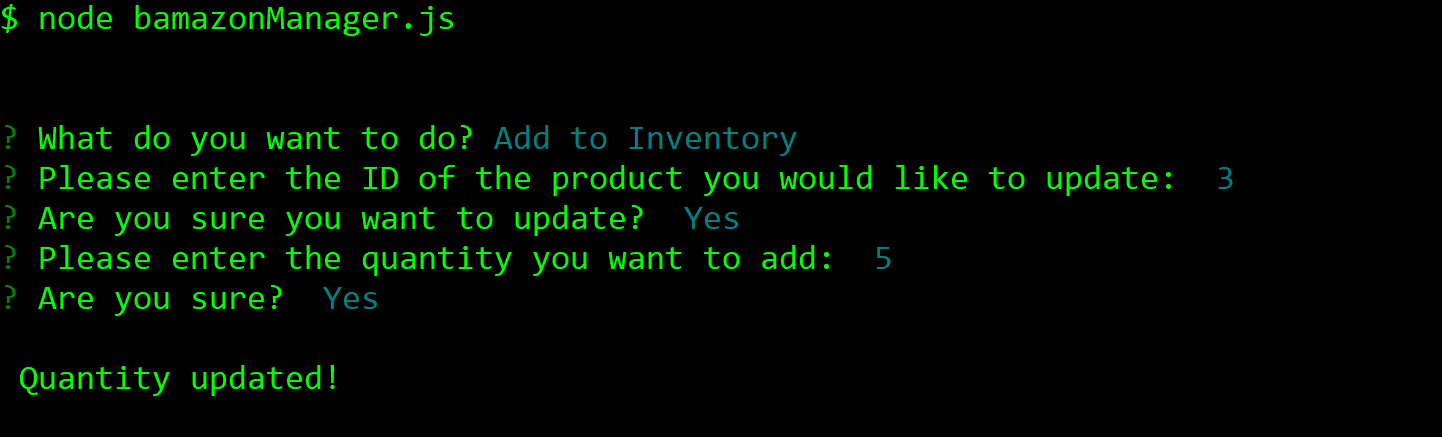 $ node bamazonManager.js
? What do you want to do? Add to Inventory
? Please enter the ID of the product you would like to update:  3
? Are you sure you want to update?  Yes
? Please enter the quantity you want to add:  5
? Are you sure?  Yes
Quantity updated!